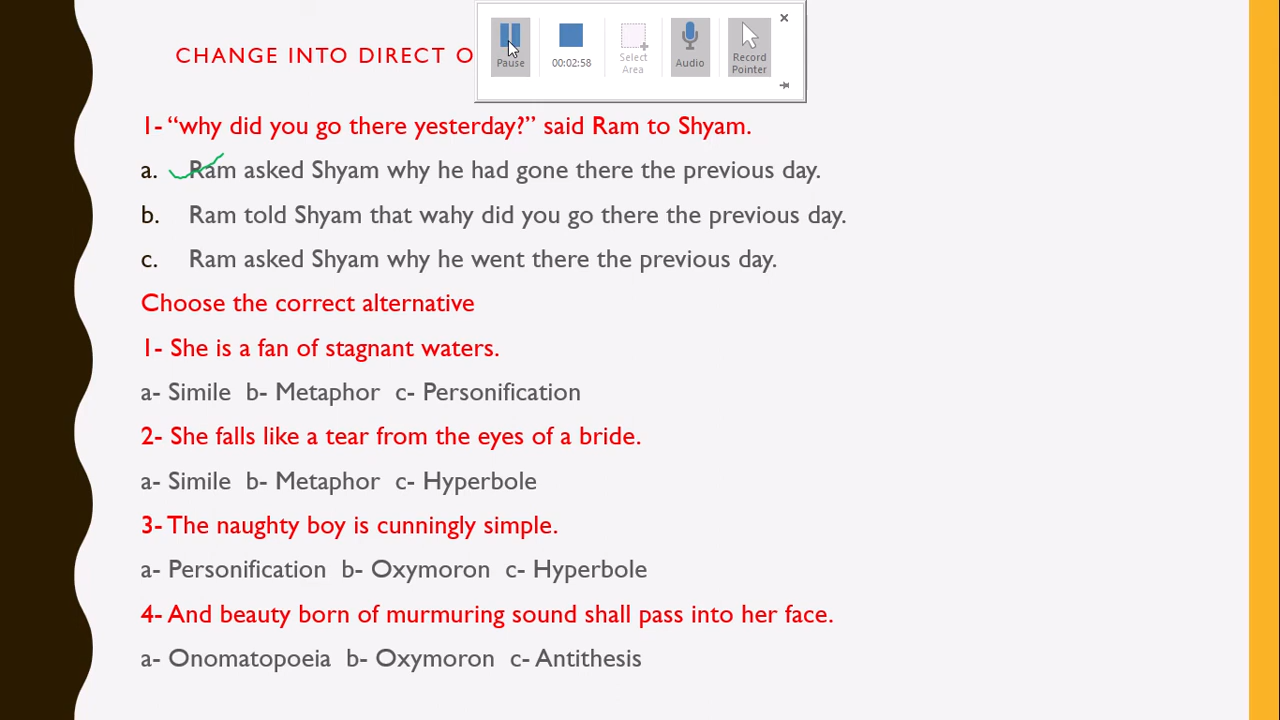 CHANGE INTO DIRECT O
Pause
00:02:58
Select Area
Audio
Record Pointer
1- “why did you go there yesterday?” said Ram to Shyam.
a. Ram asked Shyam why he had gone there the previous day.
b. Ram told Shyam that wahy did you go there the previous day.
c. Ram asked Shyam why he went there the previous day.
Choose the correct alternative
1- She is a fan of stagnant waters.
a- Simile b- Metaphor c- Personification
2- She falls like a tear from the eyes of a bride.
a- Simile b- Metaphor c- Hyperbole
3- The naughty boy is cunningly simple.
a- Personification b- Oxymoron c- Hyperbole
4- And beauty born of murmuring sound shall pass into her face.
a- Onomatopoeia b- Oxymoron c- Antithesis